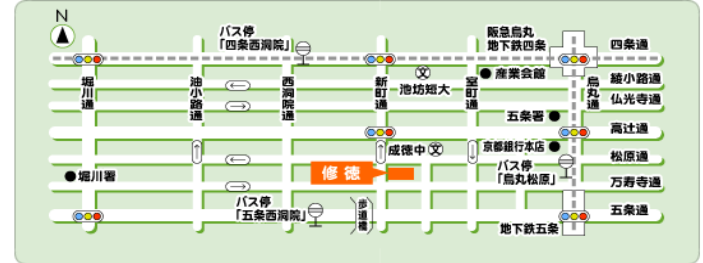 N
バス停
「四条西洞院」
阪急烏丸
地下鉄四条
四条通
堀川通
油小路通
西洞院通
新町通
室町通
烏丸通
池坊短大
産業会館
綾小路通
仏光寺通
五条署
高辻通
成徳中
京都銀行本店
松原通
修徳
バス停
「烏丸松原」
堀川署
万寿寺通
バス停
「五条西洞院」
歩道橋
五条通
地下鉄五条